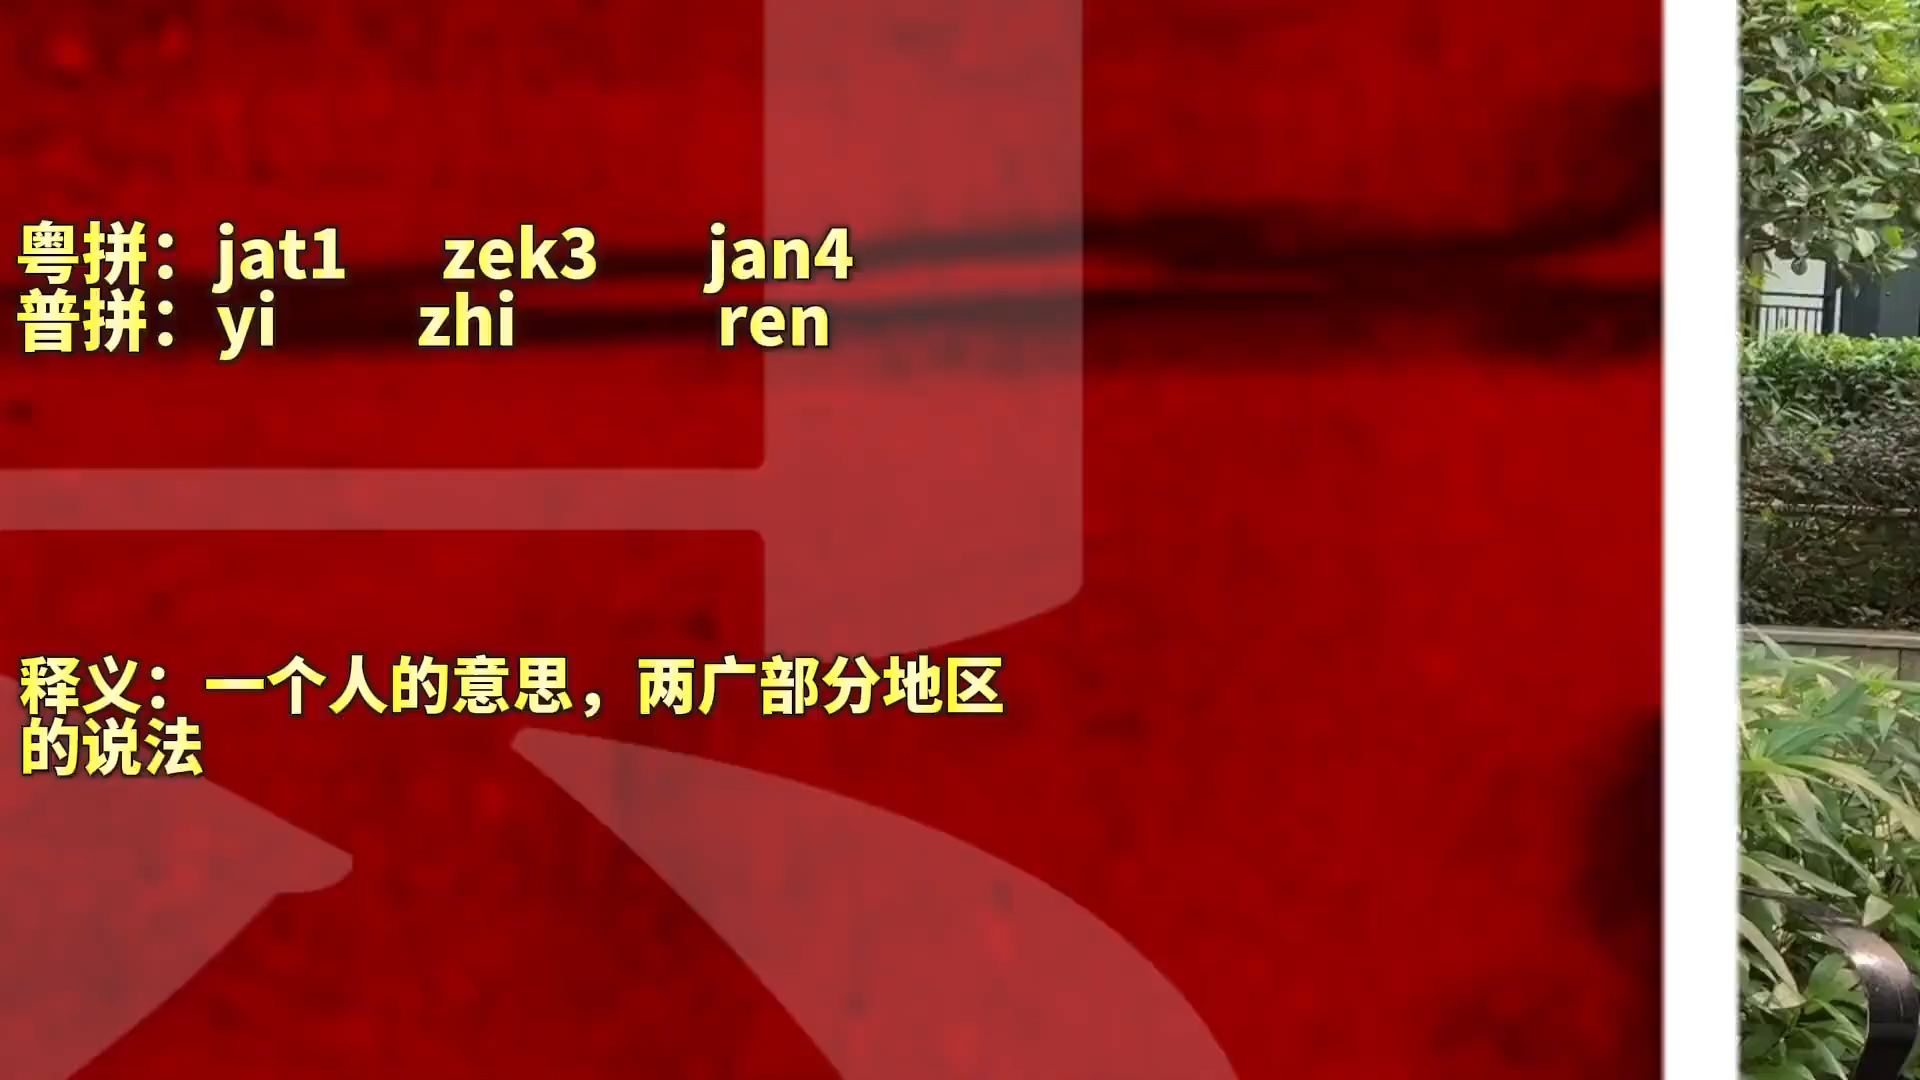 粤拼：jat1 zek3 jan4
普拼：yi zhi ren
释义：一个人的意思，两广部分地区
的说法